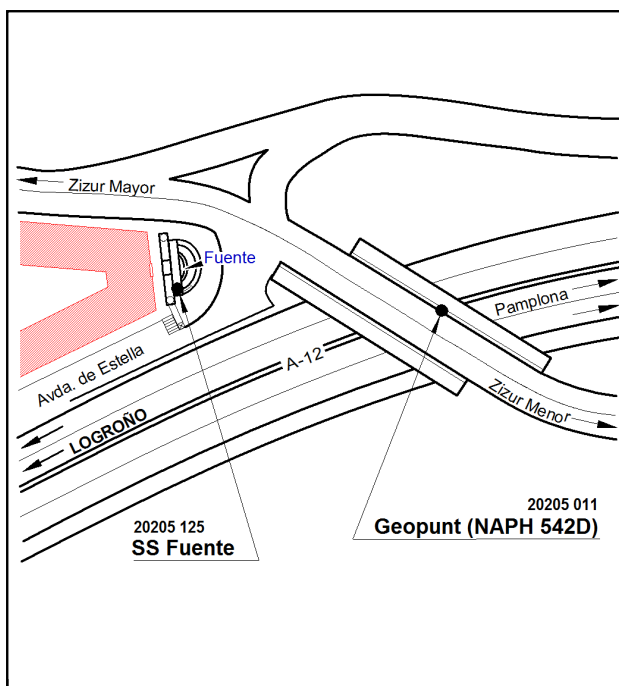 Zizur Mayor
Fuente
Pamplona
Avda. de Estella
A-12
LOGROÑO
Zizur Menor
20205 125
SS Fuente
20205 011
Geopunt (NAPH 542D)